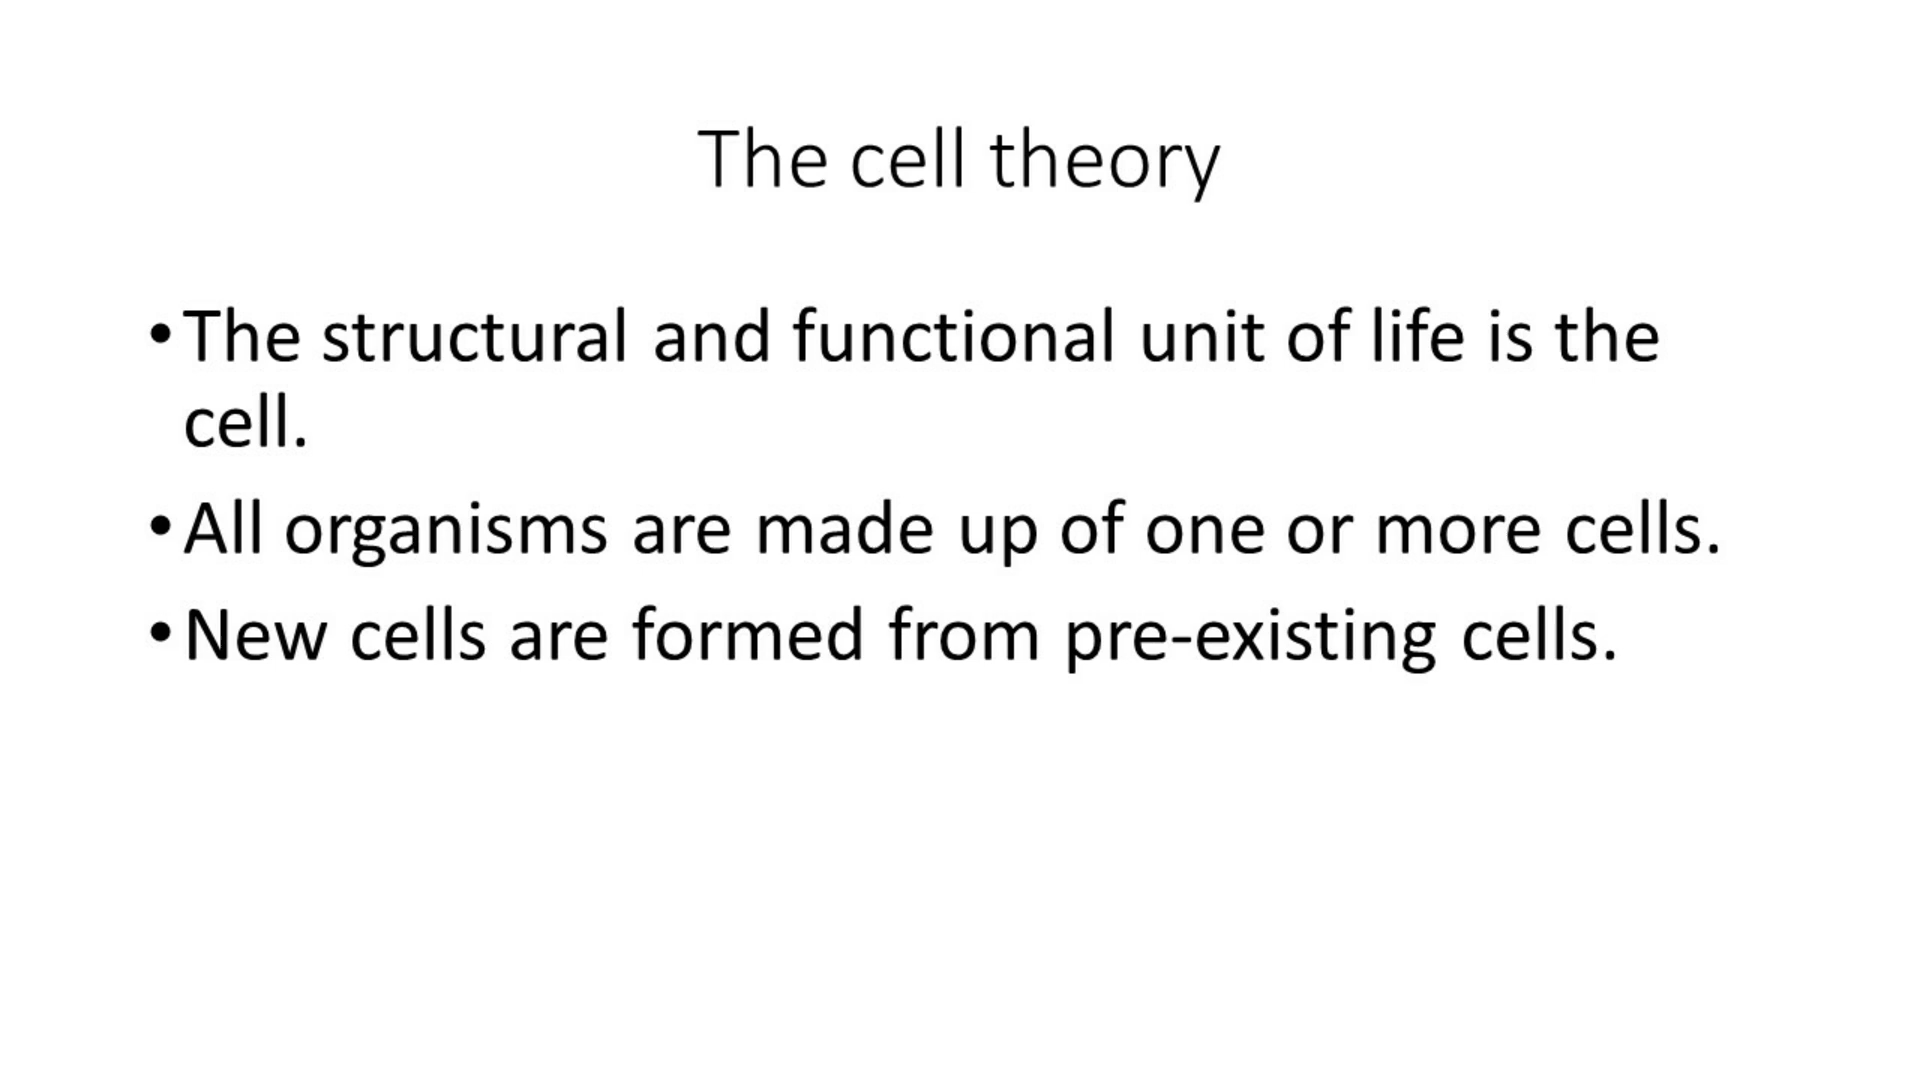 The cell theory
•The structural and functional unit of life is the
cell.
•All organisms are made up of one or more cells.
•New cells are formed from pre-existing cells.